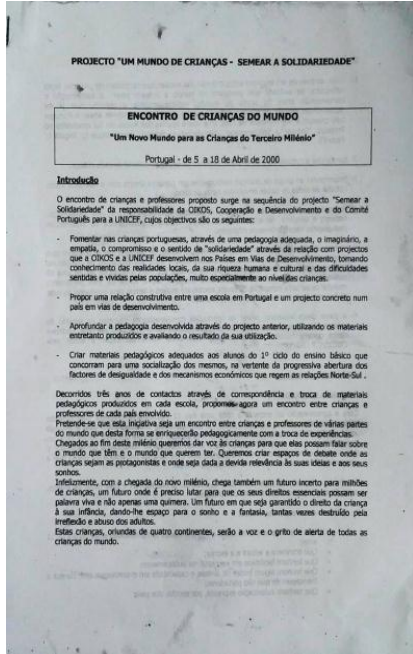 PROJECTO "UM MUNDO DE CRIANÇAS - SEMEAR A SOLIDARIEDADE"
ENCONTRO DE CRIANÇAS DO MUNDO
"Um Novo Mundo para as Crianças do Terceiro Milénio"
Portugal - de 5 a 18 de Abril de 2000
Introdução
O encontro de crianças e professores proposto surge na sequência do projecto "Semear a
Solidariedade" da responsabilidade da OIKOS, Cooperação e Desenvolvimento e do Comité
Português para a UNICEF, cujos objectivos são os seguintes:
- Fomentar nas crianças portuguesas, através de uma pedagogia adequada, o imaginário, a
empatia, o compromisso e o sentido de "solidariedade" através da relação com projectos
que a OIKOS e a UNICEF desenvolvem nos Países em Vias de Desenvolvimento, tomando
conhecimento das realidades locais, da sua riqueza humana e cultural e das dificuldades
sentidas e vividas pelas populações, muito especialmente ao nível das crianças.
- Propor uma relação construtiva entre uma escola em Portugal e um projecto concreto num
país em vias de desenvolvimento.
- Aprofundar a pedagogia desenvolvida através do projecto anterior, utilizando os materiais
entretanto produzidos e avaliando o resultado da sua utilização.
- Criar materiais pedagógicos adequados aos alunos do 1º ciclo do ensino básico que
concorram para uma socialização dos mesmos, na vertente da progressiva abertura dos
factores de desigualdade e dos mecanismos económicos que regem as relações Norte-Sul .
Decorridos três anos de contactos através de correspondência e troca de materiais
pedagógicos produzidos em cada escola, propomos agora um encontro entre crianças e
professores de cada país envolvido.
Pretende-se que esta iniciativa seja um encontro entre crianças e professores de várias partes
do mundo que desta forma se enriquecerão pedagogicamente com a troca de experiências.
Chegados ao fim deste milénio queremos dar voz às crianças para que elas possam falar sobre
o mundo que têm e o mundo que querem ter. Queremos criar espaços de debate onde as
crianças sejam as protagonistas e onde seja dada a devida relevância às suas ideias e aos seus
sonhos.
Infelizmente, com a chegada do novo milénio, chega também um futuro incerto para milhões
de crianças, um futuro onde é preciso lutar para que os seus direitos essenciais possam ser
palavra viva e não apenas uma quimera. Um futuro em que seja garantido o direito da criança
à sua infância, dando-lhe espaço para o sonho e a fantasia, tantas vezes destruído pela
irreflexão e abuso dos adultos.
Estas crianças, oriundas de quatro continentes, serão a voz e o grito de alerta de todas as
crianças do mundo.